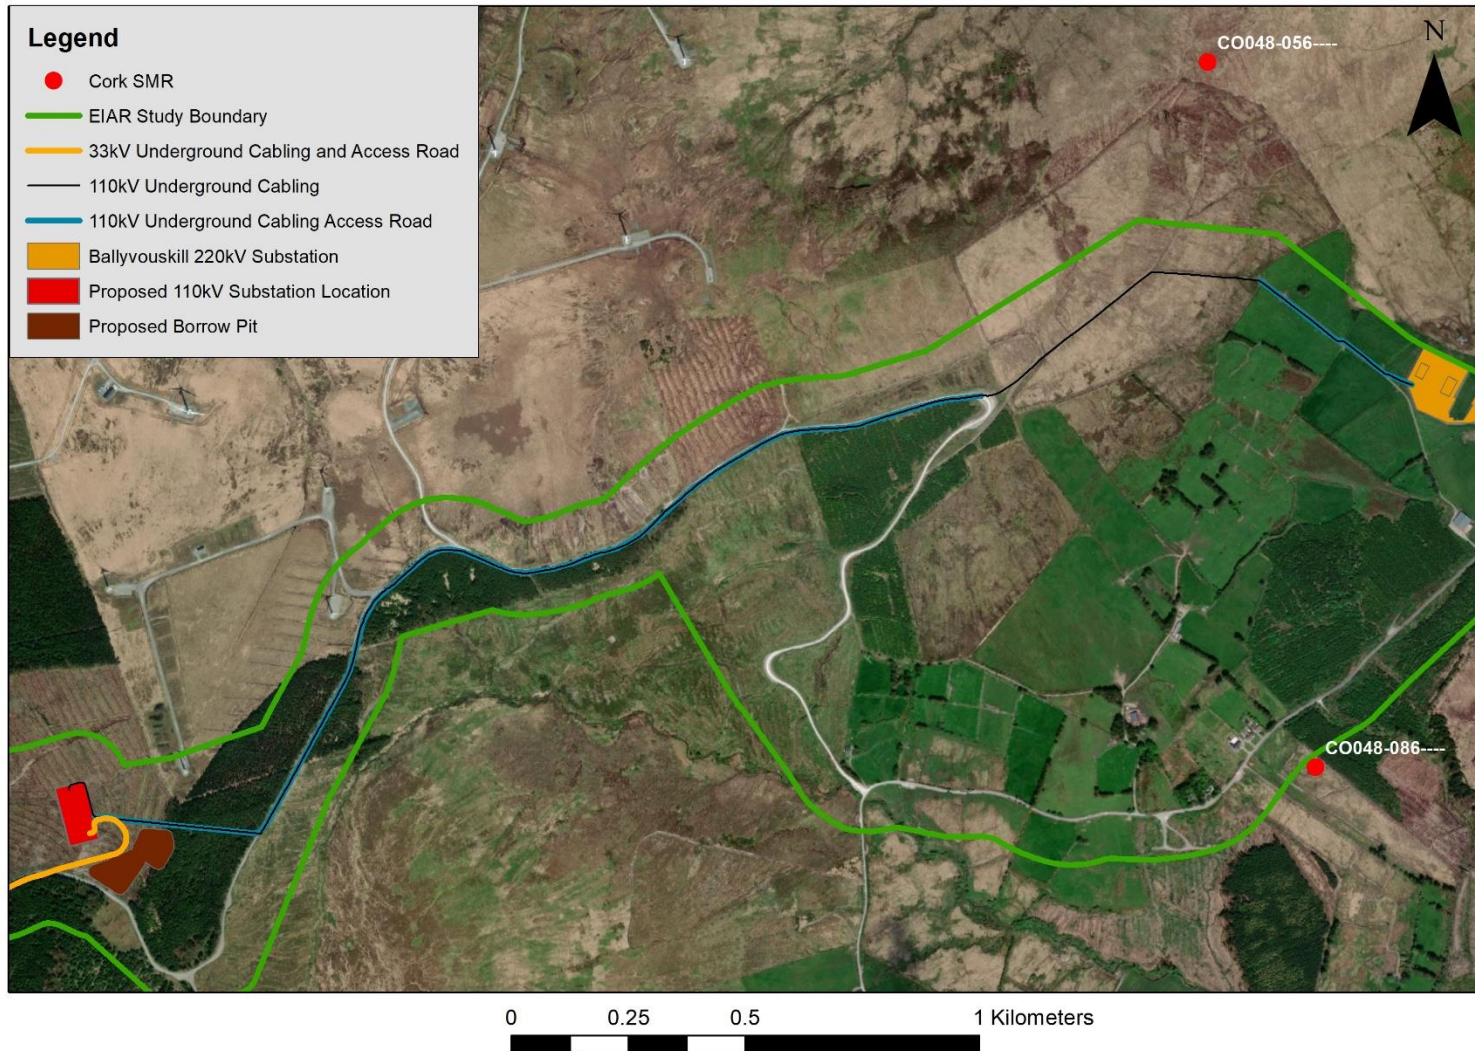 Legend
Cork SMR
EIAR Study Boundary
33kV Underground Cabling and Access Road
110kV Underground Cabling
110kV Underground Cabling Access Road
Ballyvouskill 220kV Substation
Proposed 110kV Substation Location
Proposed Borrow Pit
CO048-056----
N
CO048-086----
0 0.25 0.5 1 Kilometers